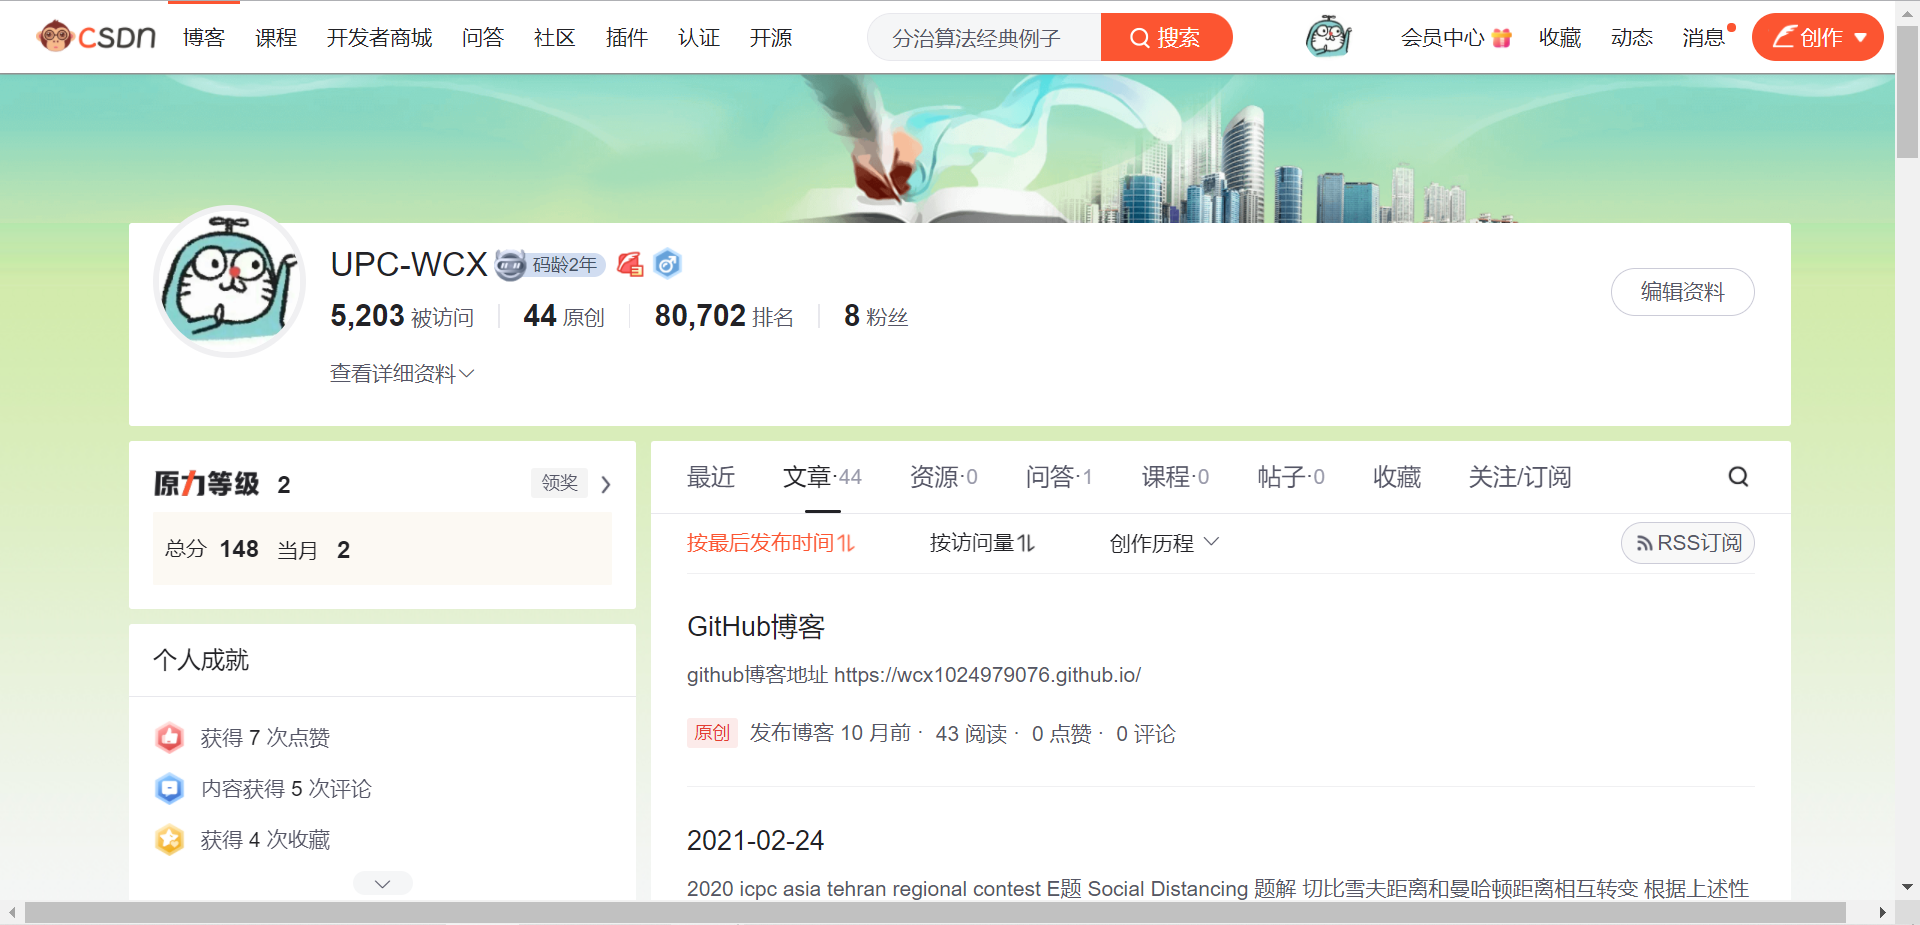 CSDN 博客 课程 开发者商城 问答 社区 插件 认证 开源 分治算法经典例子 搜索 会员中心 收藏 动态 消息 创作
UPC-WCX 码龄2年
5,203 被访问 44 原创 80,702 排名 8 粉丝
编辑资料
查看详细资料
原力等级 2 领奖
总分 148 当月 2
个人成就
获得 7 次点赞
内容获得 5 次评论
获得 4 次收藏
最近 文章·44 资源·0 问答·1 课程·0 帖子·0 收藏 关注/订阅
按最后发布时间 按访问量 创作历程 RSS订阅
GitHub博客
github博客地址 https://wcx1024979076.github.io/
原创 发布博客 10 月前 · 43 阅读 · 0 点赞 · 0 评论
2021-02-24
2020 icpc asia tehran regional contest E题 Social Distancing 题解 切比雪夫距离和曼哈顿距离相互转变 根据上述性